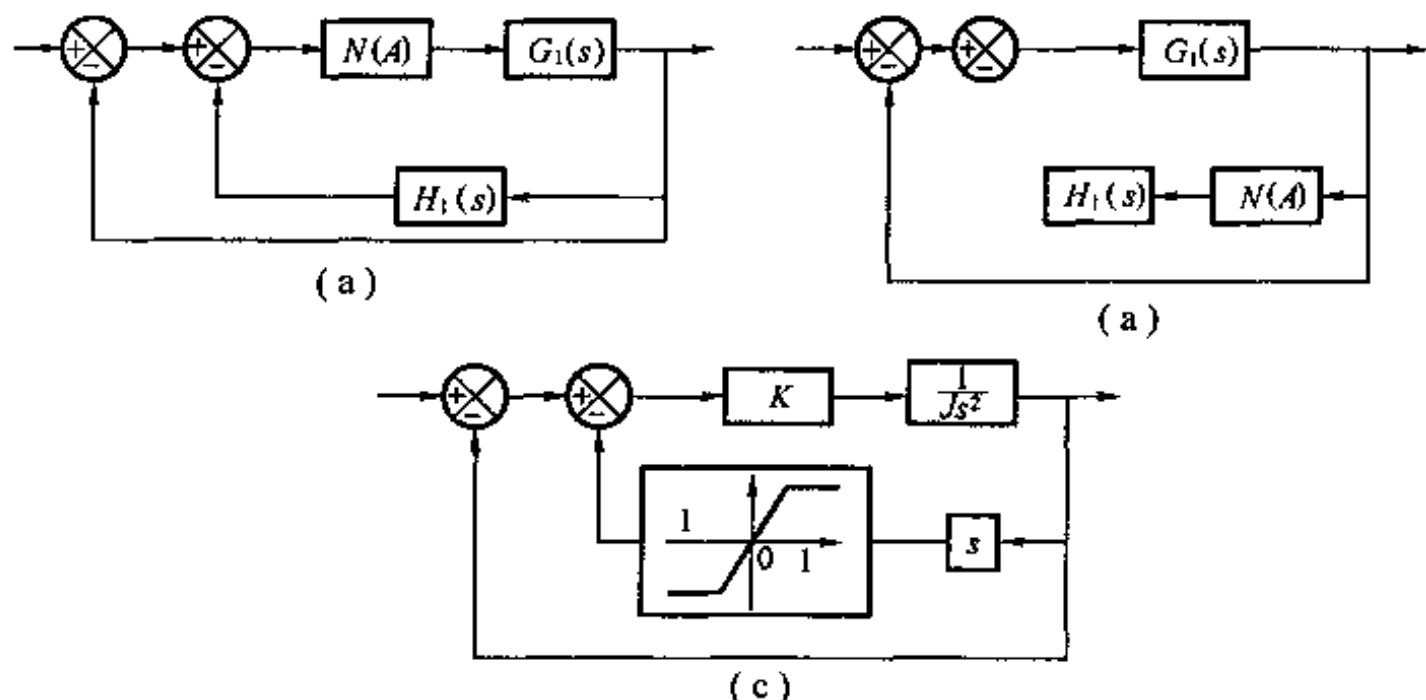 N(A) G₁(s) G₁(s)
H₁(s) H₁(s) N(A)
(a) (a)
K 1/Js²
1 0 1 s
(c)